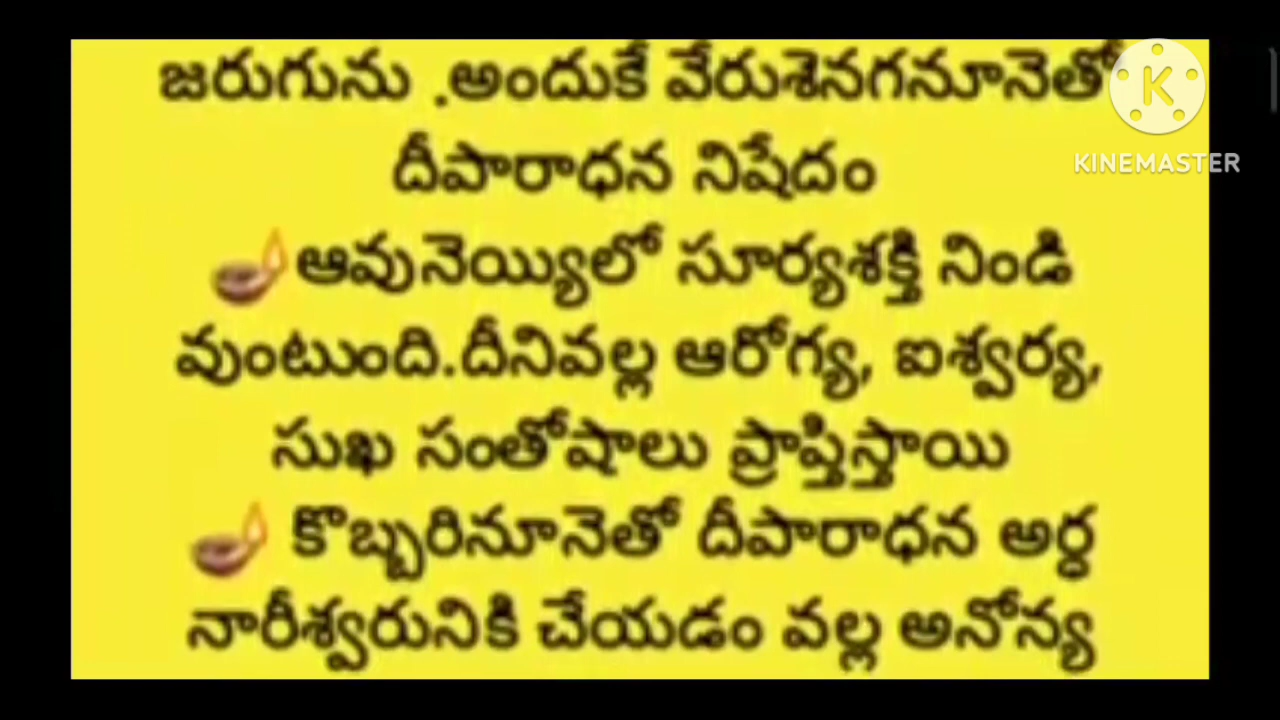 జరుగును .అందుకే వేరుశెనగనూనెతో
దీపారాధన నిషేదం
ఆవునెయ్యిలో సూర్యశక్తి నిండి
వుంటుంది.దీనివల్ల ఆరోగ్య, ఐశ్వర్య,
సుఖ సంతోషాలు ప్రాప్తిస్తాయి
కొబ్బరినూనెతో దీపారాధన అర్ధ
నారీశ్వరునికి చేయడం వల్ల అనోన్య
K
KINEMASTER